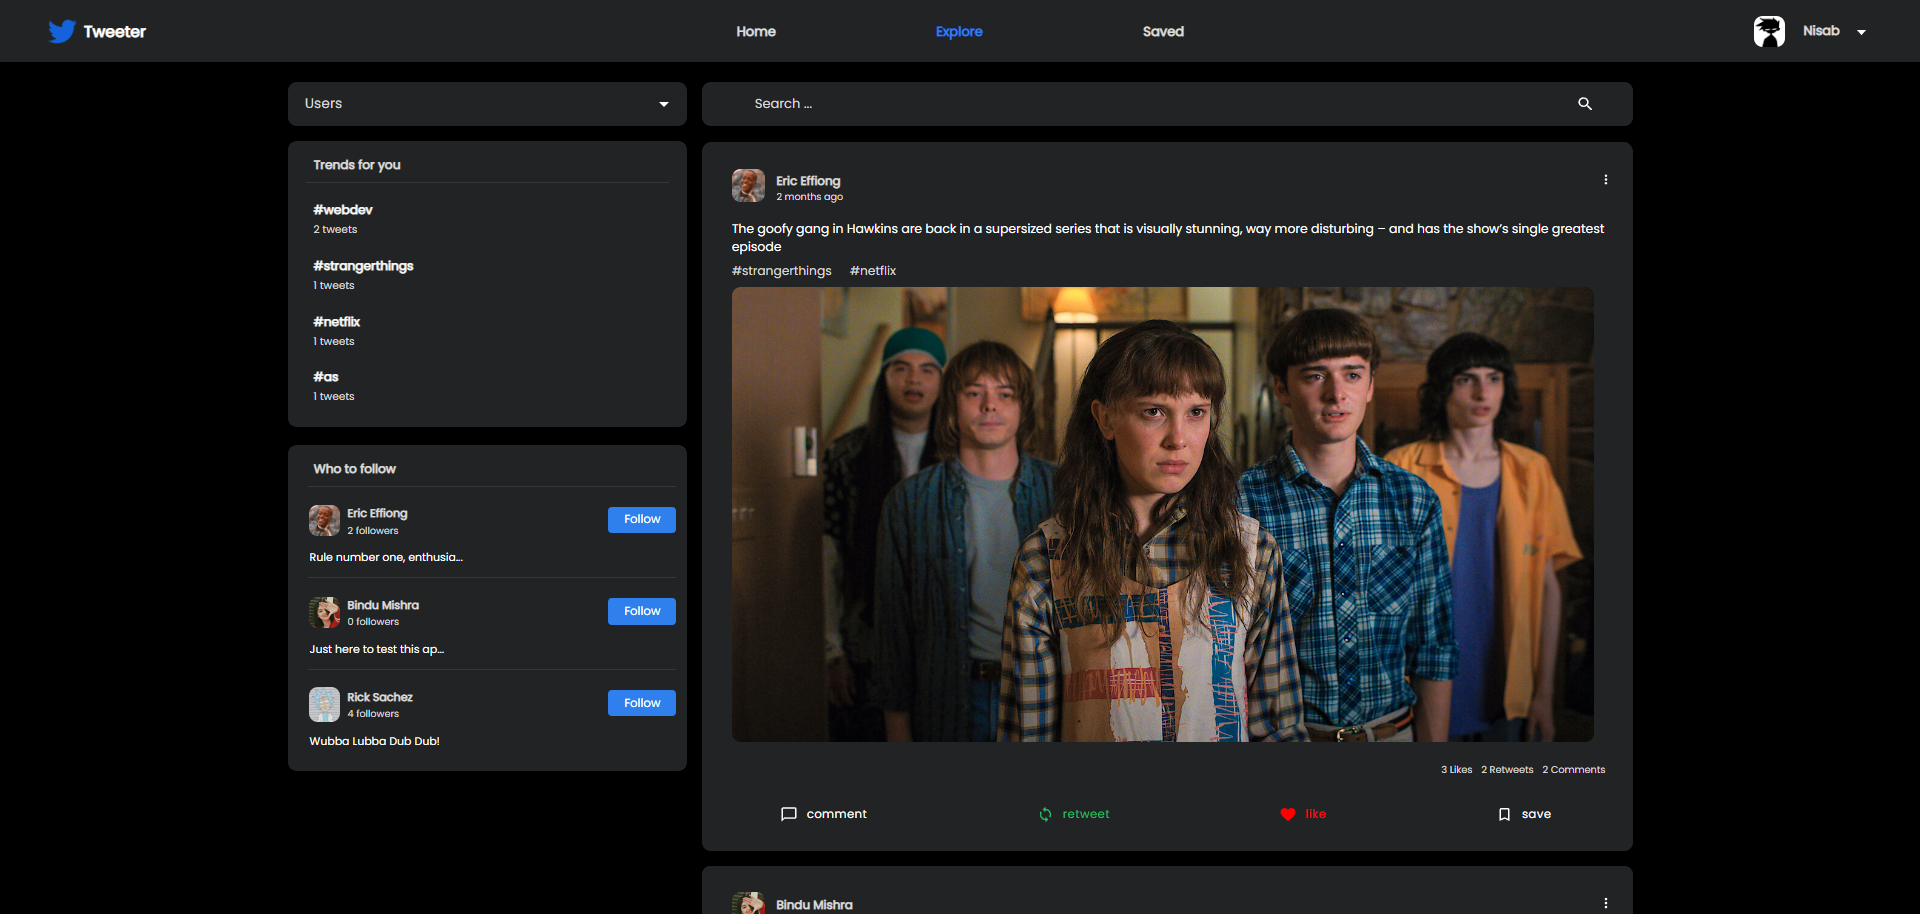 Tweeter
Home
Explore
Saved
Nisab
Users
Search ...
Trends for you
#webdev
2 tweets
#strangerthings
1 tweets
#netflix
1 tweets
#as
1 tweets
Who to follow
Eric Effiong
2 followers
Follow
Rule number one, enthusia...
Bindu Mishra
0 followers
Follow
Just here to test this ap...
Rick Sachez
4 followers
Follow
Wubba Lubba Dub Dub!
Eric Effiong
2 months ago
The goofy gang in Hawkins are back in a supersized series that is visually stunning, way more disturbing – and has the show’s single greatest
episode
#strangerthings #netflix
3 Likes 2 Retweets 2 Comments
comment
retweet
like
save
Bindu Mishra